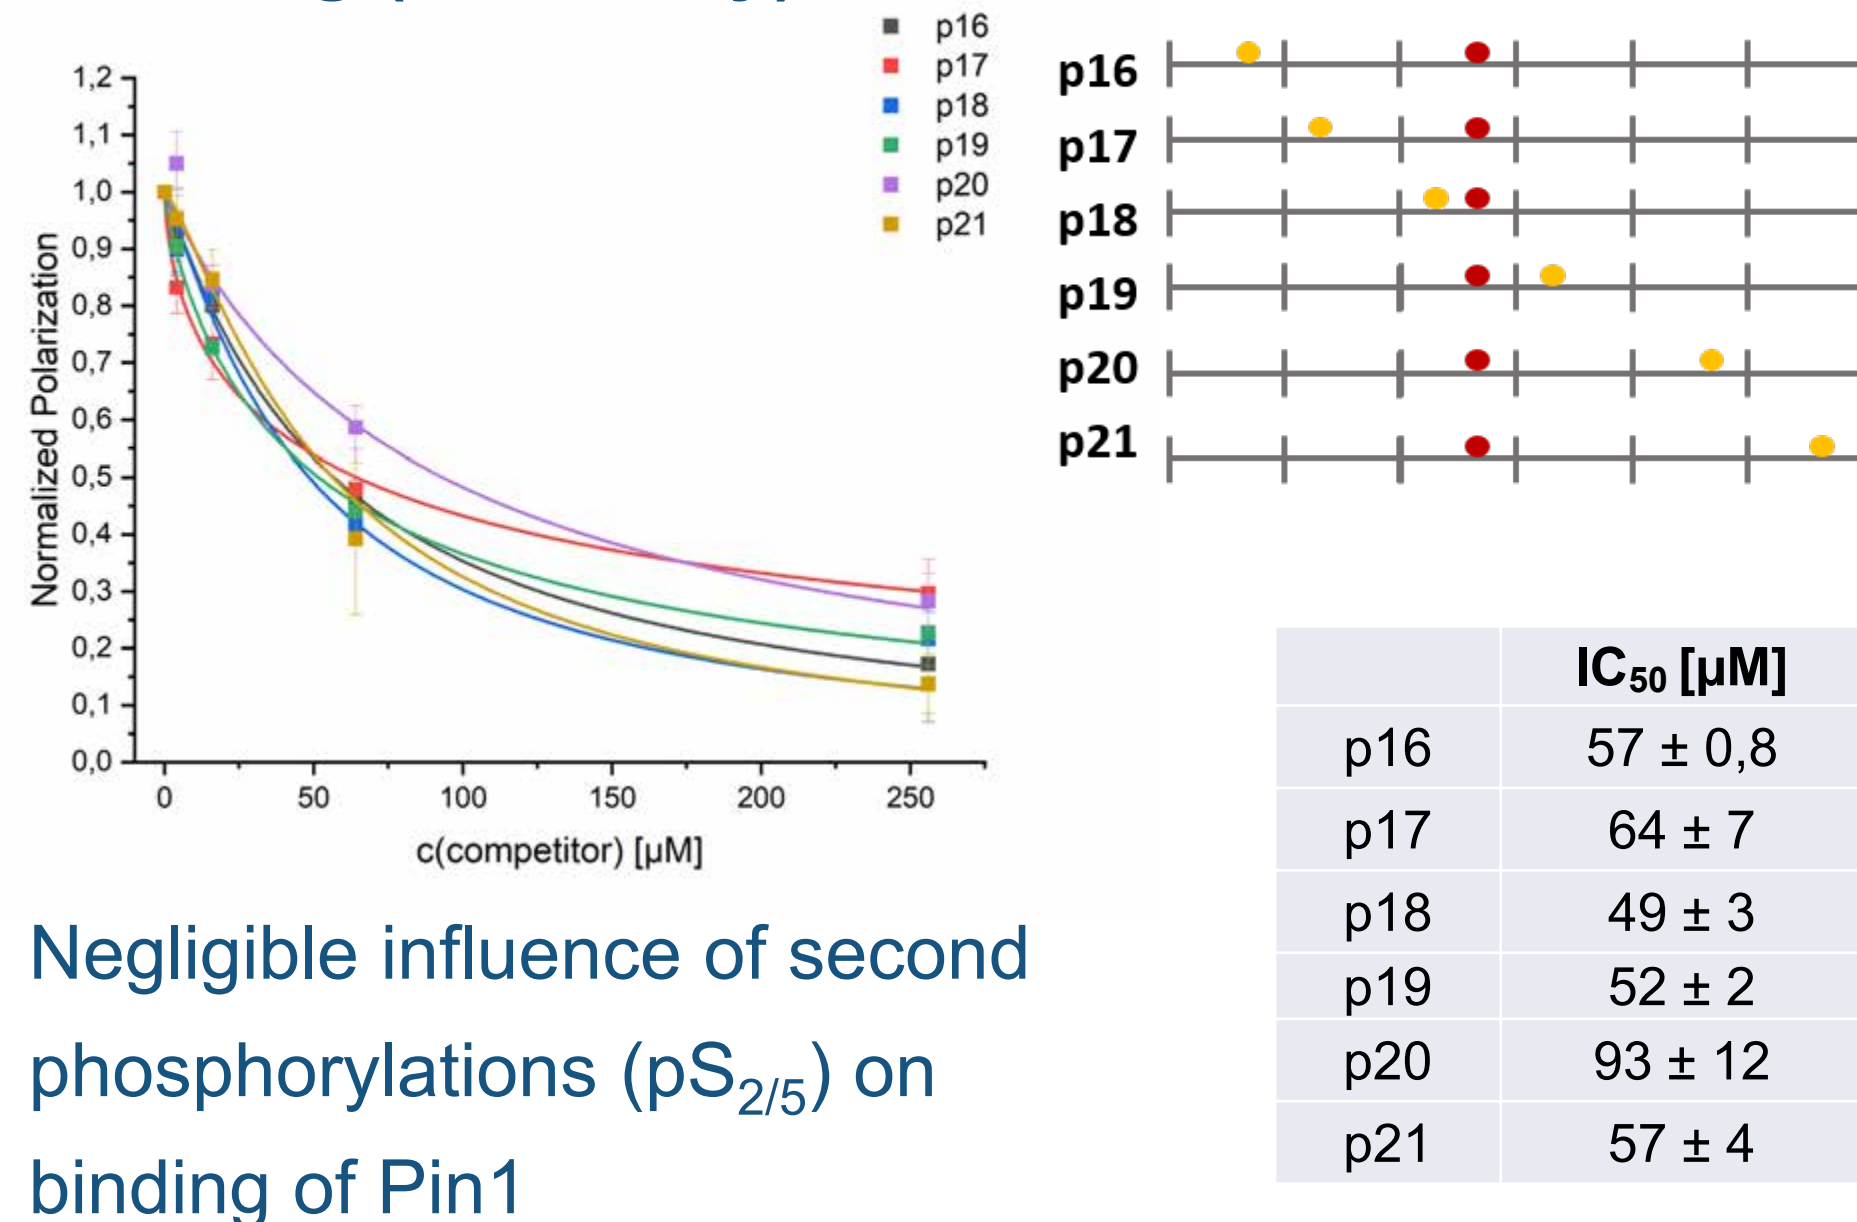 p16
p17
p18
p19
p20
p21
1,2
1,1
1,0
0,9
0,8
0,7
0,6
0,5
0,4
0,3
0,2
0,1
0,0
Normalized Polarization
0 50 100 150 200 250
c(competitor) [µM]
p16
p17
p18
p19
p20
p21
IC50 [µM]
p16 57 ± 0,8
p17 64 ± 7
p18 49 ± 3
p19 52 ± 2
p20 93 ± 12
p21 57 ± 4
Negligible influence of second
phosphorylations (pS2/5) on
binding of Pin1